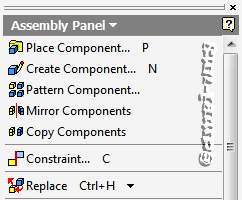 Assembly Panel
Place Component... P
Create Component... N
Pattern Component...
Mirror Components
Copy Components
Constraint... C
Replace Ctrl+H